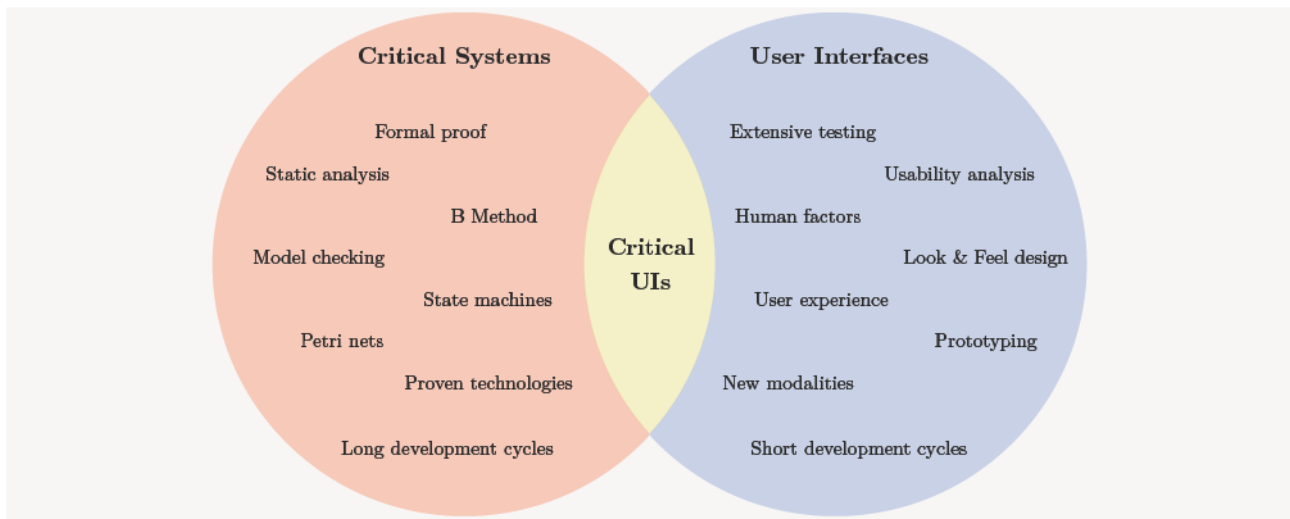 Critical Systems
Formal proof
Static analysis
B Method
Model checking
State machines
Petri nets
Proven technologies
Long development cycles
Critical
UIs
User Interfaces
Extensive testing
Usability analysis
Human factors
Look & Feel design
User experience
Prototyping
New modalities
Short development cycles